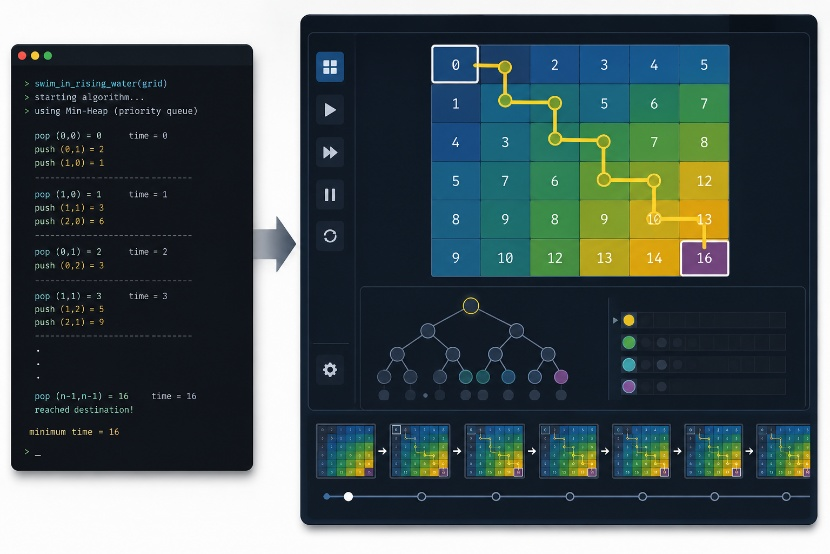 > swim_in_rising_water(grid)
> starting algorithm...
> using Min-Heap (priority queue)
pop (0,0) = 0 time = 0
push (0,1) = 2
push (1,0) = 1
------------------------------
pop (1,0) = 1 time = 1
push (1,1) = 3
push (2,0) = 6
------------------------------
pop (0,1) = 2 time = 2
push (0,2) = 3
------------------------------
pop (1,1) = 3 time = 3
push (1,2) = 5
push (2,1) = 9
------------------------------
.
.
.
pop (n-1,n-1) = 16 time = 16
reached destination!
minimum time = 16
> _
0 2 3 4 5
1 5 6 7
4 3 7 8
5 7 6 12
8 9 8 9 10 13
9 10 12 13 14 16